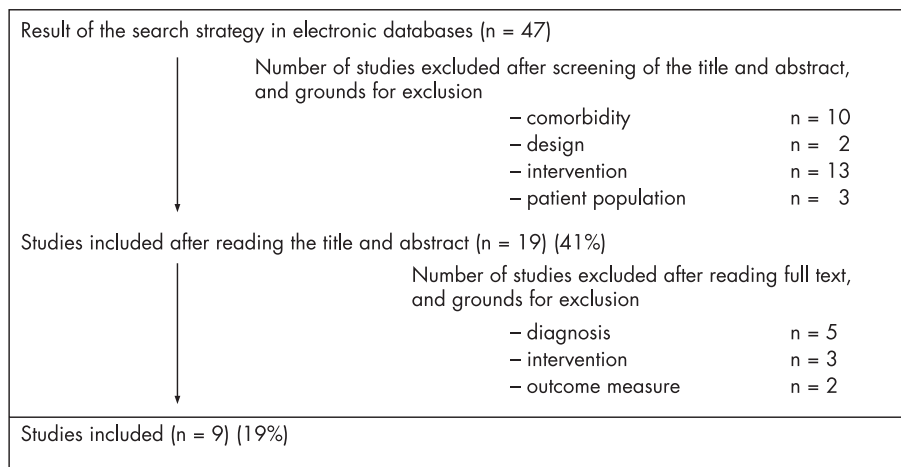 Result of the search strategy in electronic databases (n = 47)
Number of studies excluded after screening of the title and abstract,
and grounds for exclusion
– comorbidity n = 10
– design n = 2
– intervention n = 13
– patient population n = 3
Studies included after reading the title and abstract (n = 19) (41%)
Number of studies excluded after reading full text,
and grounds for exclusion
– diagnosis n = 5
– intervention n = 3
– outcome measure n = 2
Studies included (n = 9) (19%)